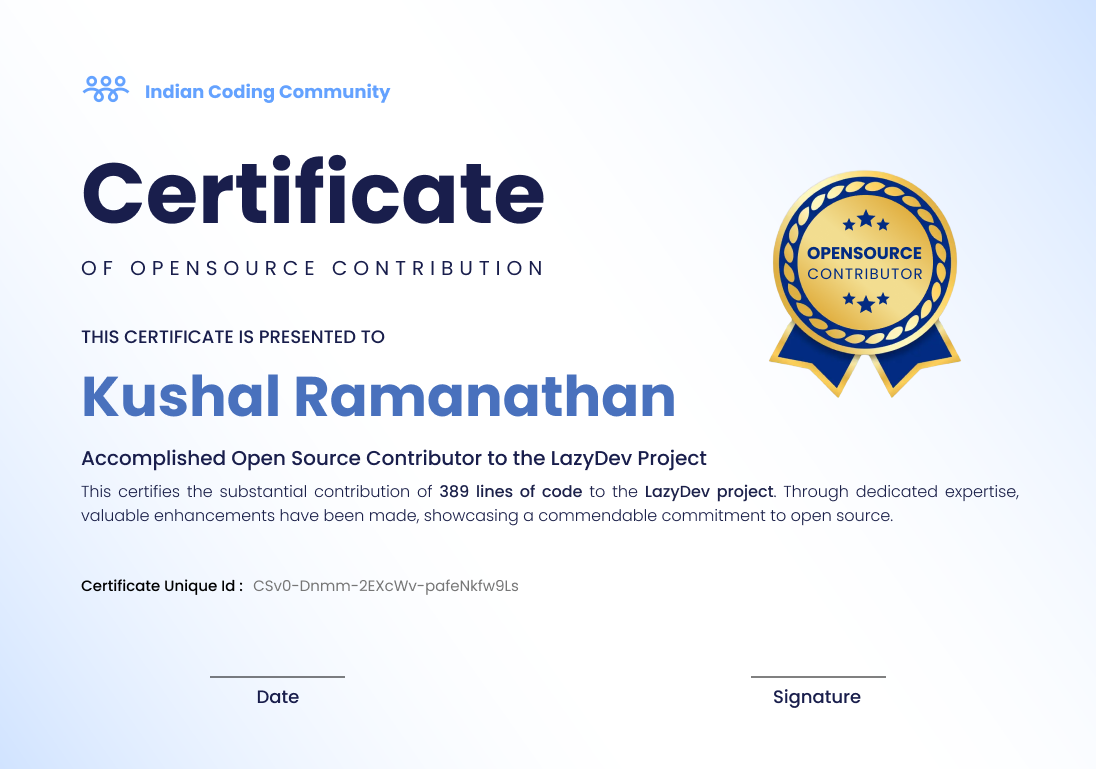 Indian Coding Community
Certificate
OF OPENSOURCE CONTRIBUTION
OPENSOURCE
CONTRIBUTOR
THIS CERTIFICATE IS PRESENTED TO
Kushal Ramanathan
Accomplished Open Source Contributor to the LazyDev Project
This certifies the substantial contribution of 389 lines of code to the LazyDev project. Through dedicated expertise,
valuable enhancements have been made, showcasing a commendable commitment to open source.
Certificate Unique Id : CSv0-Dnmm-2EXcWv-pafeNkfw9Ls
Date
Signature